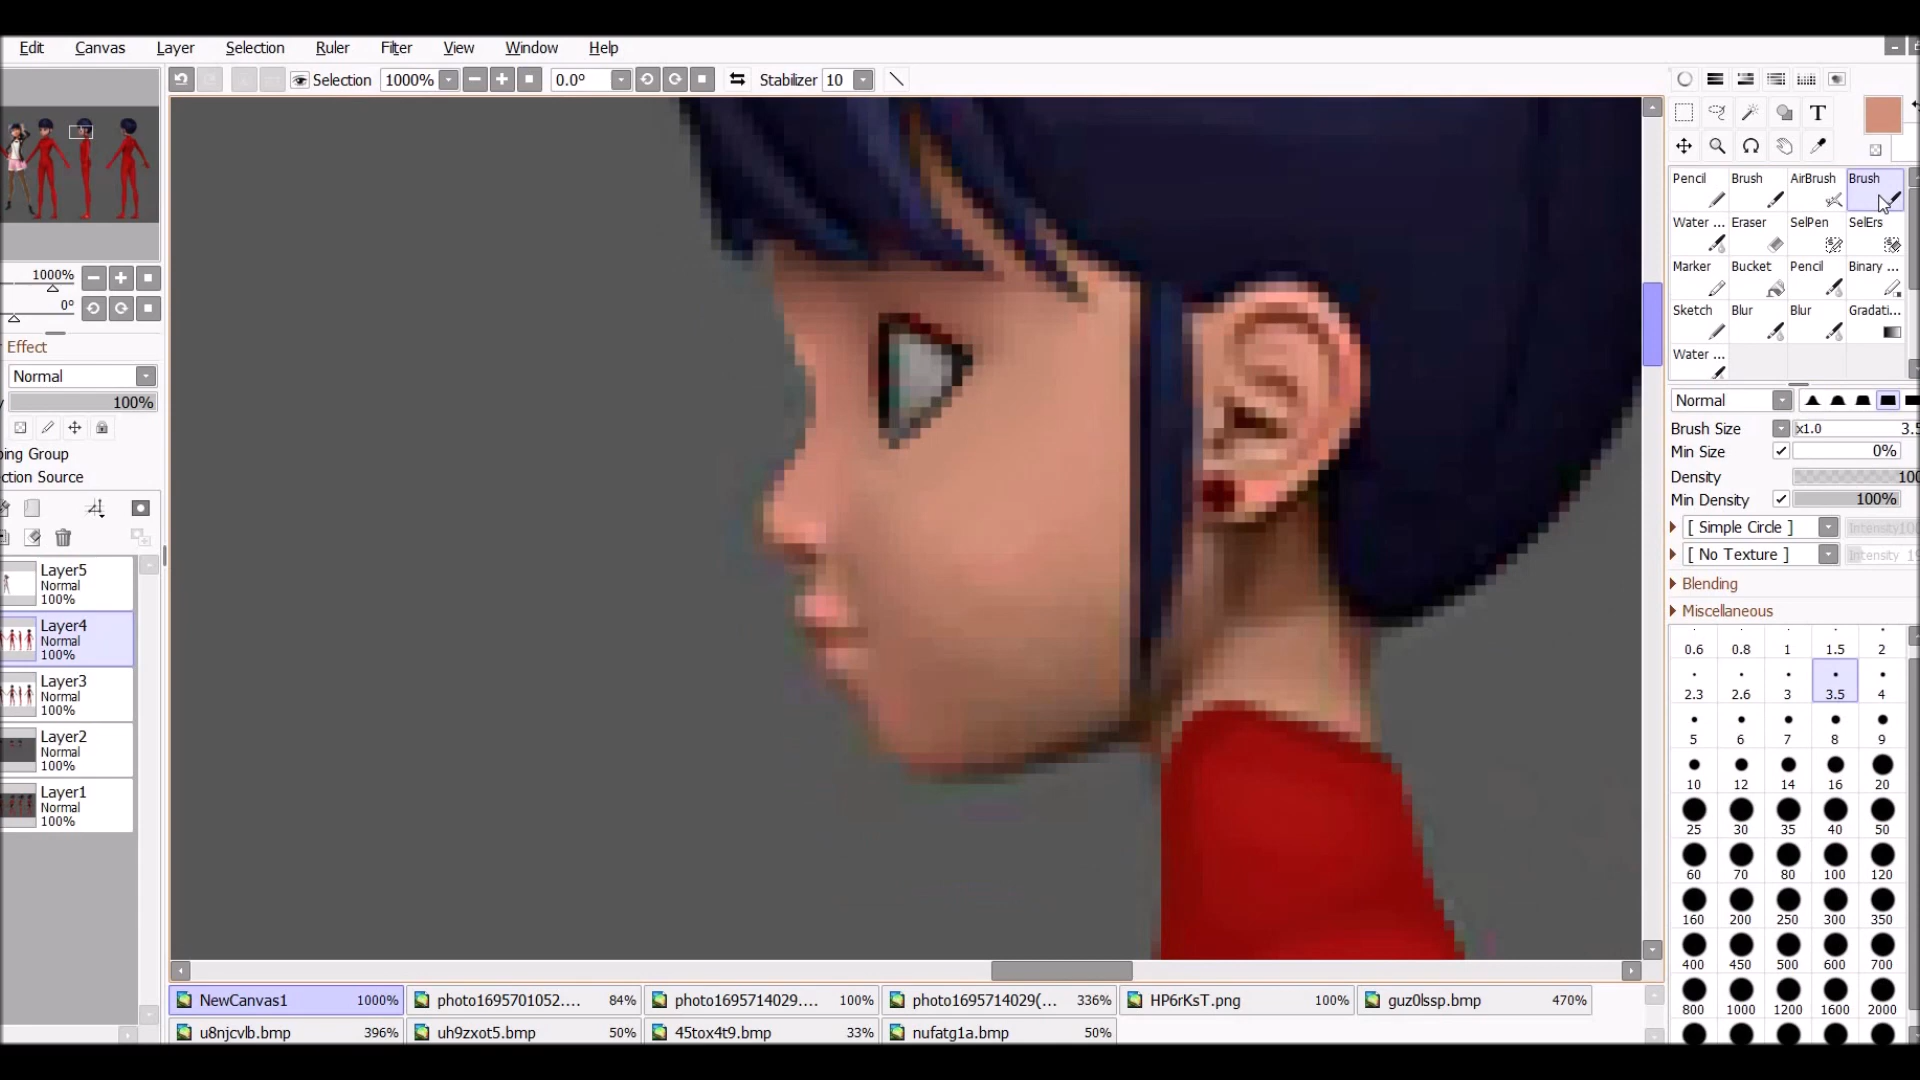 Edit Canvas Layer Selection Ruler Filter View Window Help
Selection 1000% 0.0° Stabilizer 10
T
Pencil Brush AirBrush Brush
Water ... Eraser SelPen SelErs
Marker Bucket Pencil Binary ...
Sketch Blur Blur Gradati...
Water ...
1000%
0°
Effect
Normal
100%
ping Group
ction Source
Layer5
Normal
100%
Layer4
Normal
100%
Layer3
Normal
100%
Layer2
Normal
100%
Layer1
Normal
100%
Normal
Brush Size x1.0 3.5
Min Size 0%
Density 100
Min Density 100%
[ Simple Circle ] Intensity
[ No Texture ] Intensity
Blending
Miscellaneous
0.6 0.8 1 1.5 2
2.3 2.6 3 3.5 4
5 6 7 8 9
10 12 14 16 20
25 30 35 40 50
60 70 80 100 120
160 200 250 300 350
400 450 500 600 700
800 1000 1200 1600 2000
NewCanvas1 1000% photo1695701052.... 84% photo1695714029.... 100% photo1695714029(... 336% HP6rKsT.png 100% guz0lssp.bmp 470%
u8njcvlb.bmp 396% uh9zxot5.bmp 50% 45tox4t9.bmp 33% nufatg1a.bmp 50%